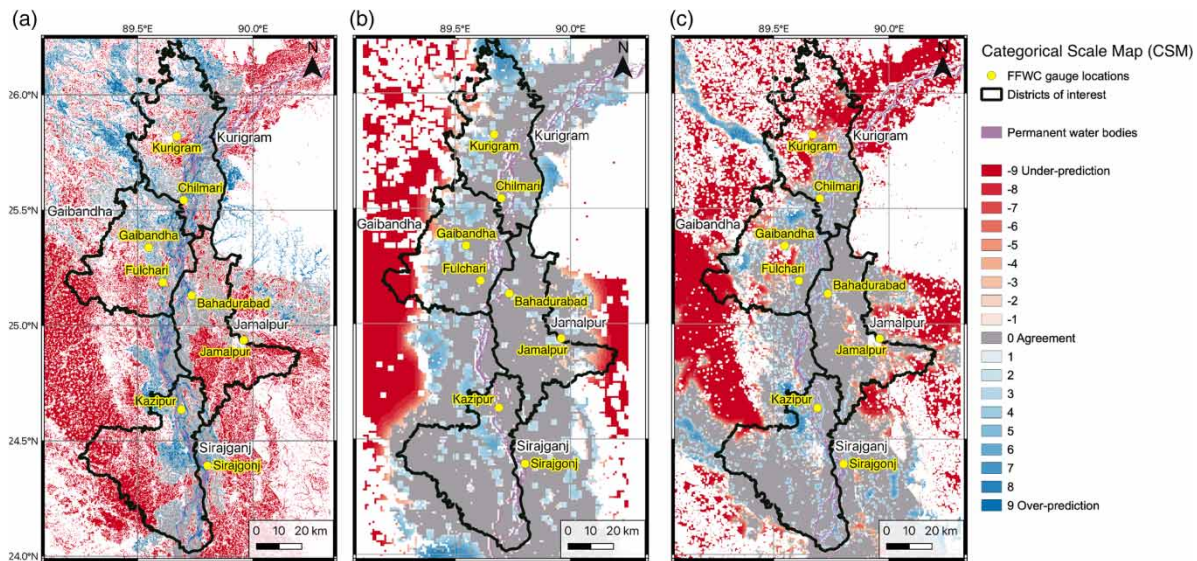 (a)
89.5°E
90.0°E
N
26.0°N
25.5°N
25.0°N
24.5°N
24.0°N
Kurigram
Kurigram
Chilmari
Gaibandha
Gaibandha
Fulchari
Bahadurabad
Jamalpur
Jamalpur
Kazipur
Sirajganj
Sirajgonj
0 10 20 km
(b)
89.5°E
90.0°E
N
Kurigram
Kurigram
Chilmari
Gaibandha
Gaibandha
Fulchari
Bahadurabad
Jamalpur
Jamalpur
Kazipur
Sirajganj
Sirajgonj
0 10 20 km
(c)
89.5°E
90.0°E
N
Kurigram
Kurigram
Chilmari
Gaibandha
Gaibandha
Fulchari
Bahadurabad
Jamalpur
Jamalpur
Kazipur
Sirajganj
Sirajgonj
0 10 20 km
Categorical Scale Map (CSM)
FFWC gauge locations
Districts of interest
Permanent water bodies
-9 Under-prediction
-8
-7
-6
-5
-4
-3
-2
-1
0 Agreement
1
2
3
4
5
6
7
8
9 Over-prediction